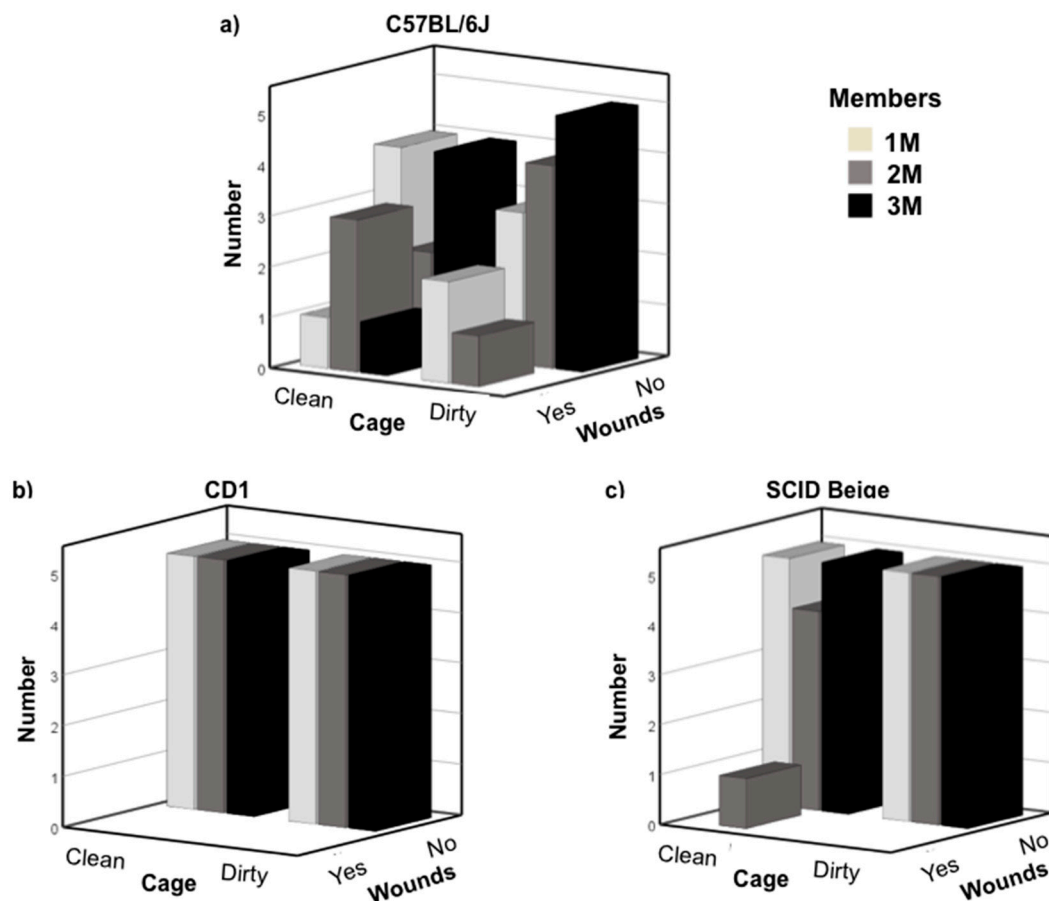 a)
C57BL/6J
Members
1M
2M
3M
Number
5
4
3
2
1
0
Clean
Dirty
Cage
Yes
No
Wounds
b)
CD1
Number
5
4
3
2
1
0
Clean
Dirty
Cage
Yes
No
Wounds
c)
SCID Beige
Number
5
4
3
2
1
0
Clean
Dirty
Cage
Yes
No
Wounds